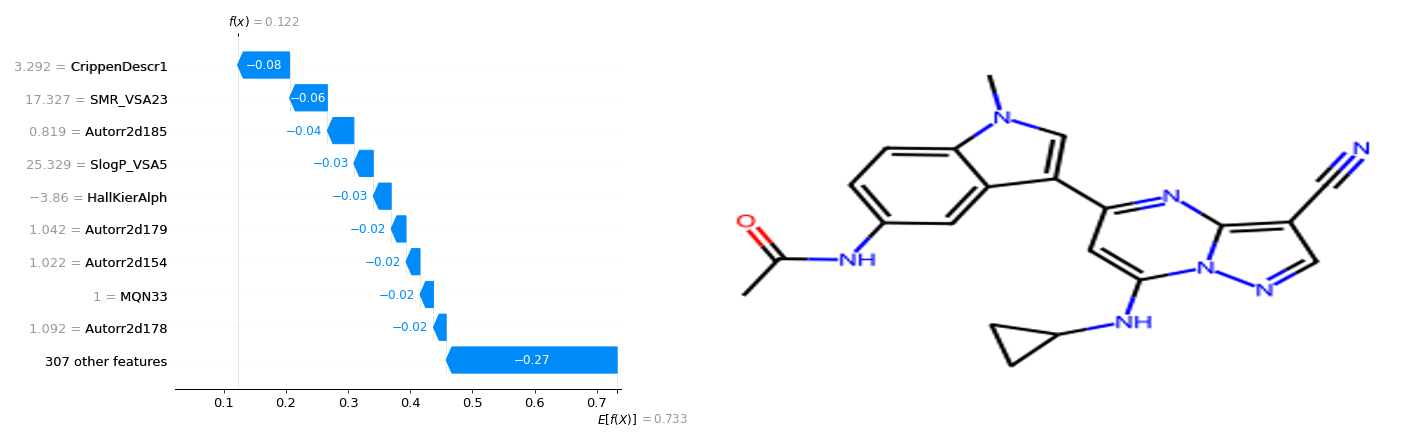 f(x) = 0.122
3.292 = CrippenDescr1
−0.08
17.327 = SMR_VSA23
−0.06
0.819 = Autorr2d185
−0.04
25.329 = SlogP_VSA5
−0.03
−3.86 = HallKierAlph
−0.03
1.042 = Autorr2d179
−0.02
1.022 = Autorr2d154
−0.02
1 = MQN33
−0.02
1.092 = Autorr2d178
−0.02
307 other features
−0.27
0.1 0.2 0.3 0.4 0.5 0.6 0.7
E[f(X)] = 0.733
N
N
N
O
NH
N
N
NH